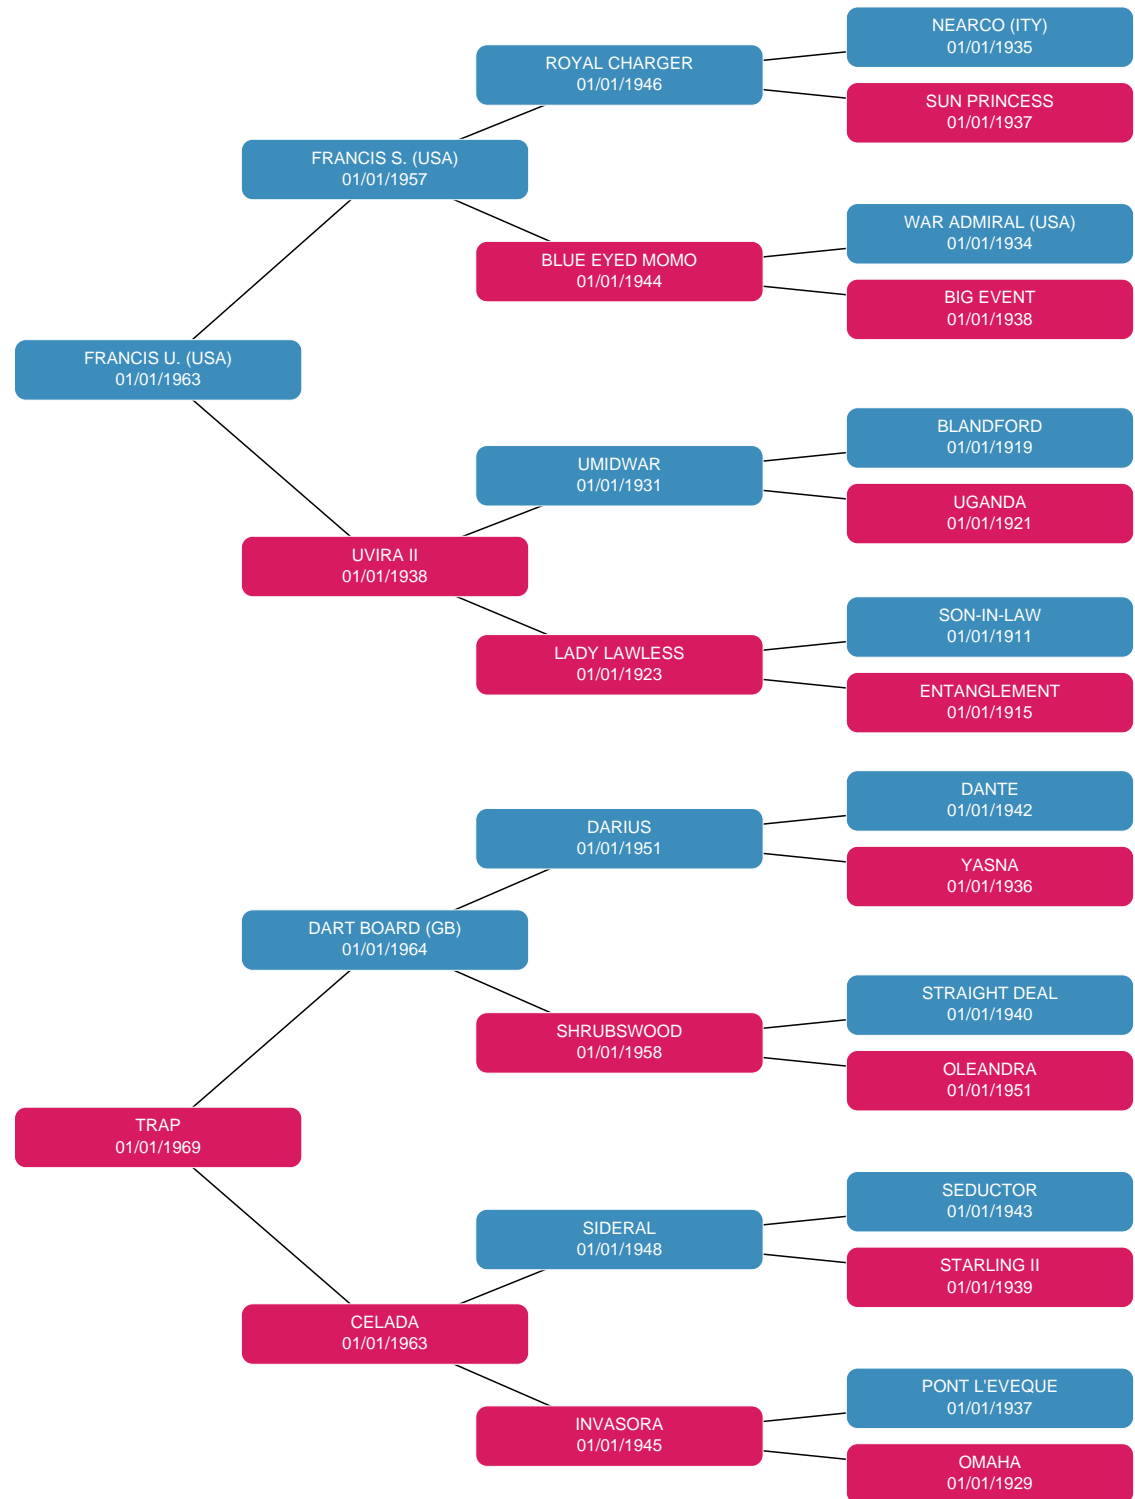 NEARCO (ITY)
01/01/1935
ROYAL CHARGER
01/01/1946
SUN PRINCESS
01/01/1937
FRANCIS S. (USA)
01/01/1957
WAR ADMIRAL (USA)
01/01/1934
BLUE EYED MOMO
01/01/1944
BIG EVENT
01/01/1938
FRANCIS U. (USA)
01/01/1963
BLANDFORD
01/01/1919
UMIDWAR
01/01/1931
UGANDA
01/01/1921
UVIRA II
01/01/1938
SON-IN-LAW
01/01/1911
LADY LAWLESS
01/01/1923
ENTANGLEMENT
01/01/1915
DANTE
01/01/1942
DARIUS
01/01/1951
YASNA
01/01/1936
DART BOARD (GB)
01/01/1964
STRAIGHT DEAL
01/01/1940
SHRUBSWOOD
01/01/1958
OLEANDRA
01/01/1951
TRAP
01/01/1969
SEDUCTOR
01/01/1943
SIDERAL
01/01/1948
STARLING II
01/01/1939
CELADA
01/01/1963
PONT L'EVEQUE
01/01/1937
INVASORA
01/01/1945
OMAHA
01/01/1929